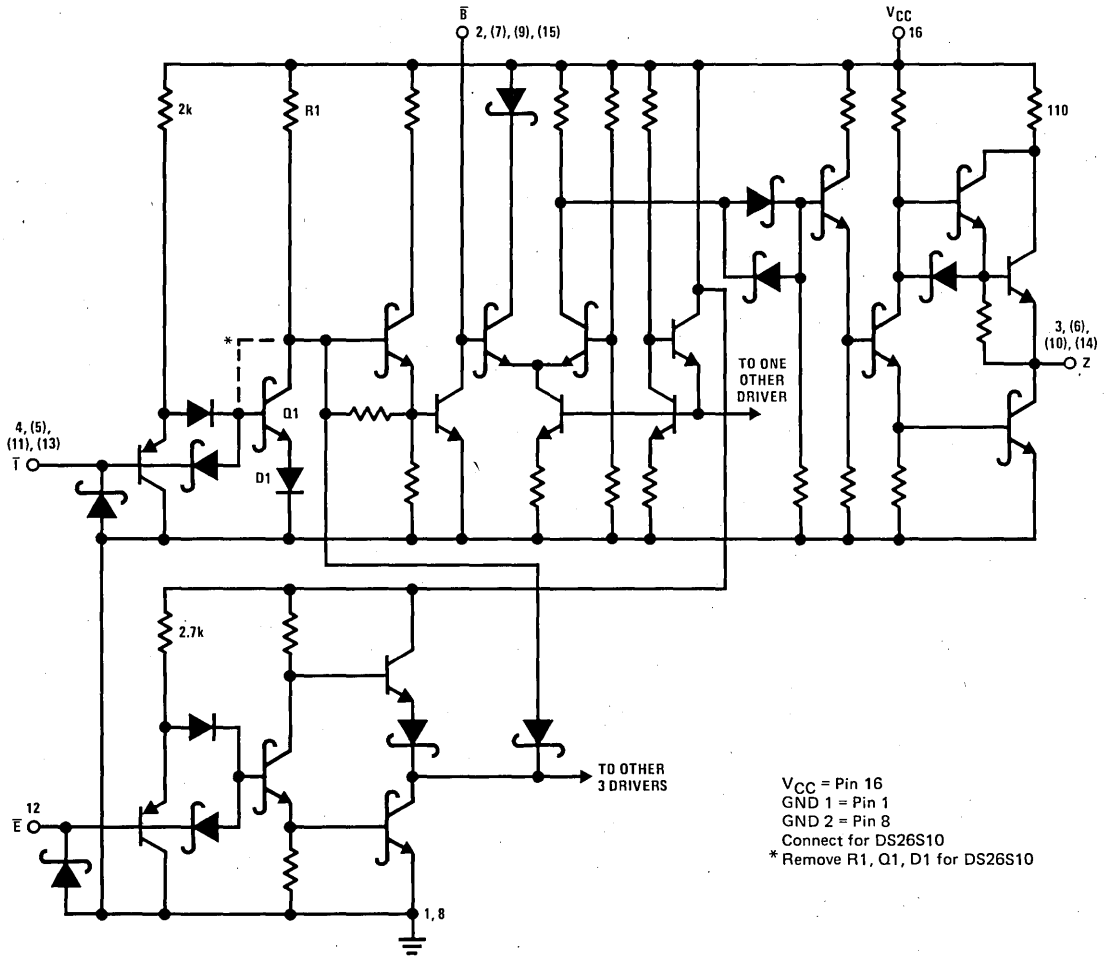 B̅
2, (7), (9), (15)
VCC
16
2k
R1
110
*
Q1
D1
4, (5),
(11), (13)
I̅
TO ONE
OTHER
DRIVER
3, (6),
(10), (14)
Z
2.7k
12
E̅
TO OTHER
3 DRIVERS
1, 8
VCC = Pin 16
GND 1 = Pin 1
GND 2 = Pin 8
Connect for DS26S10
* Remove R1, Q1, D1 for DS26S10